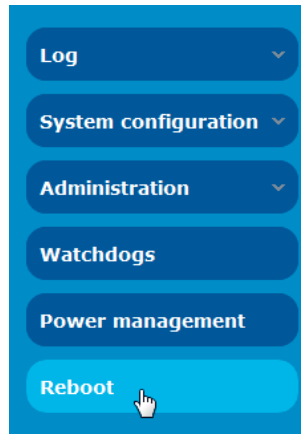 Log
System configuration
Administration
Watchdogs
Power management
Reboot